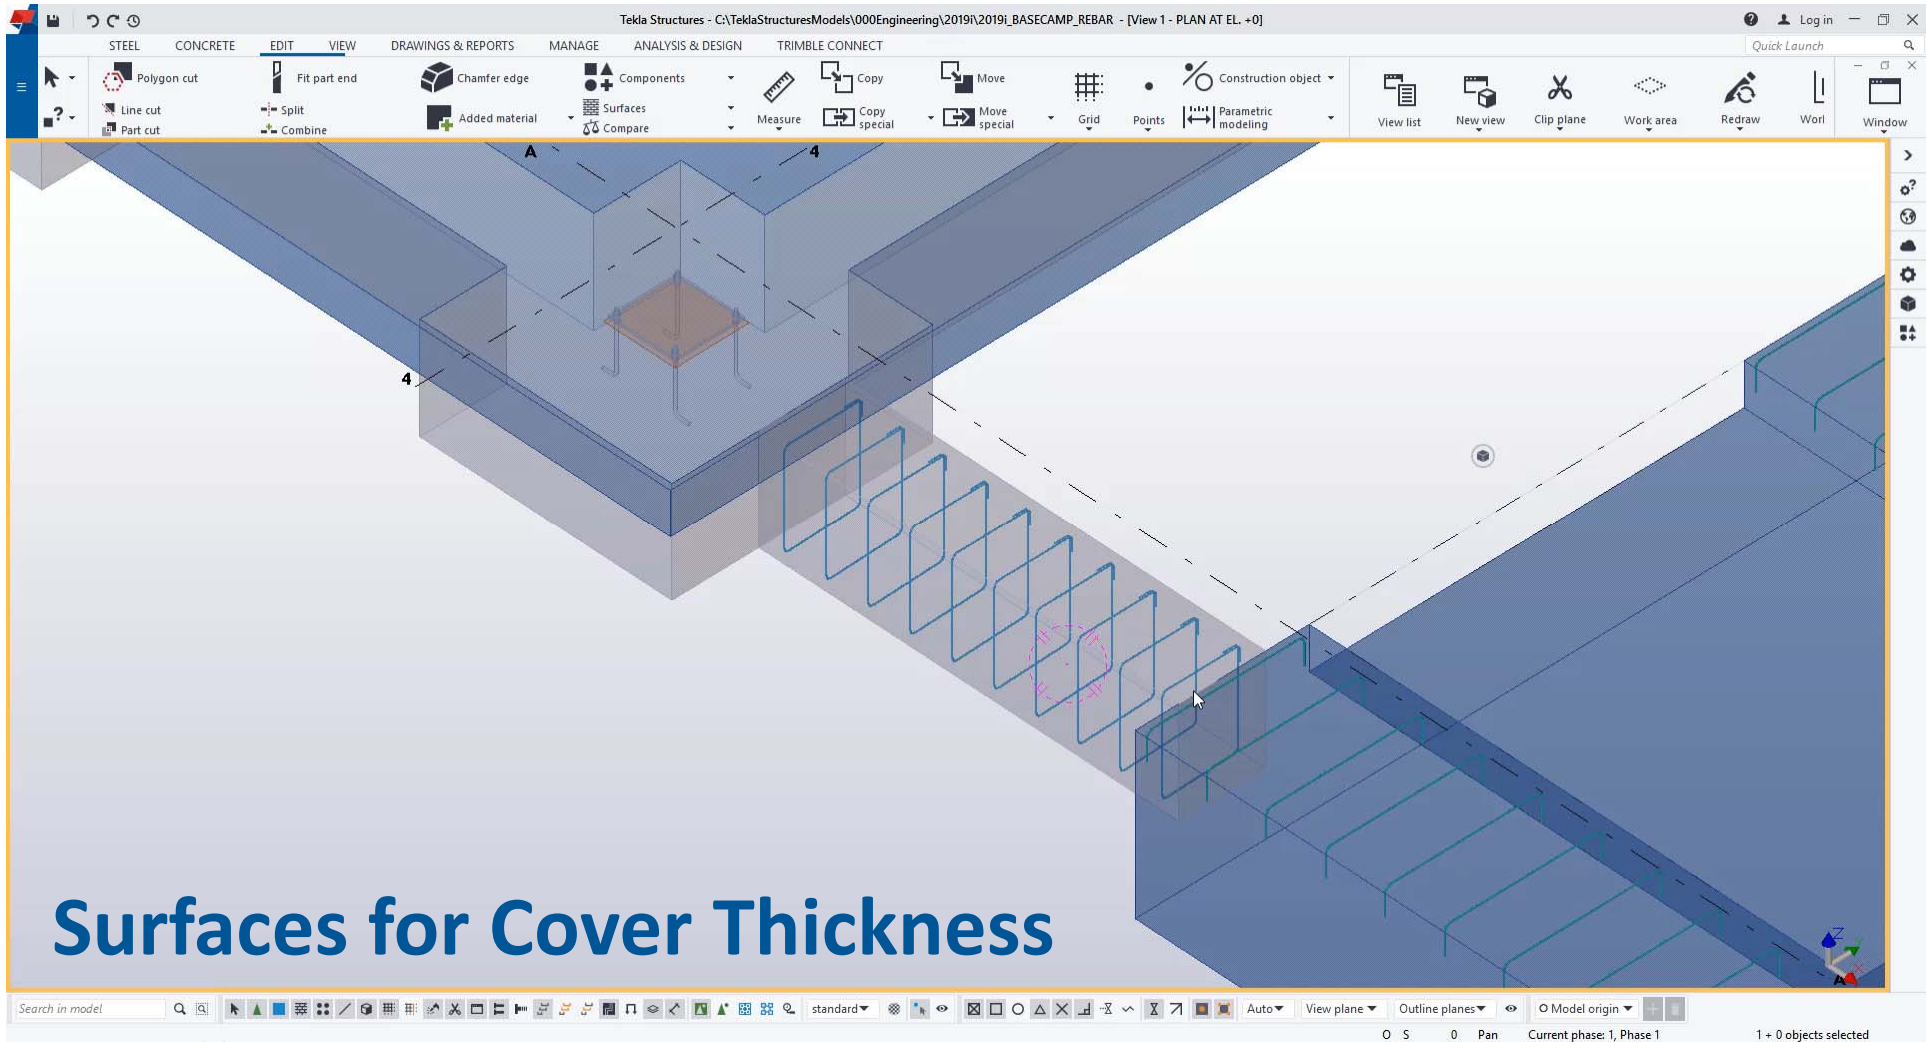 Tekla Structures - C:\TeklaStructuresModels\000Engineering\2019i\2019i_BASECAMP_REBAR - [View 1 - PLAN AT EL. +0]
Log in
STEEL CONCRETE EDIT VIEW DRAWINGS & REPORTS MANAGE ANALYSIS & DESIGN TRIMBLE CONNECT
Quick Launch
Polygon cut
Line cut
Part cut
Fit part end
Split
Combine
Chamfer edge
Added material
Components
Surfaces
Compare
Measure
Copy
Copy
special
Move
Move
special
Grid
Points
Construction object
Parametric
modeling
View list
New view
Clip plane
Work area
Redraw
Worl
Window
A
4
4
Surfaces for Cover Thickness
Z
A
Search in model
standard
Auto
View plane
Outline planes
O Model origin
O S 0 Pan Current phase: 1, Phase 1 1 + 0 objects selected